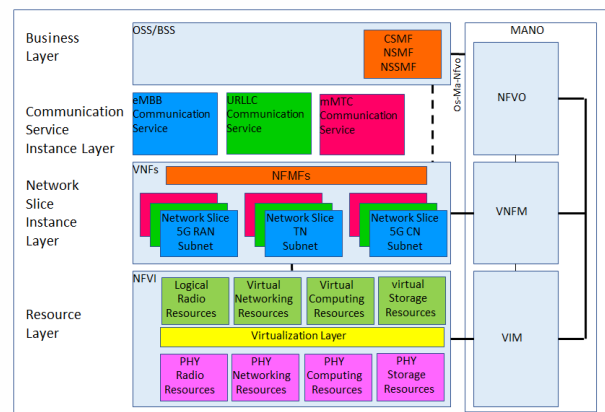 Business
Layer
OSS/BSS
CSMF
NSMF
NSSMF
MANO
Os-Ma-Nfvo
NFVO
Communication
Service
Instance Layer
eMBB
Communication
Service
URLLC
Communication
Service
mMTC
Communication
Service
Network
Slice
Instance
Layer
VNFs
NFMFs
Network Slice
5G RAN
Subnet
Network Slice
TN
Subnet
Network Slice
5G CN
Subnet
VNFM
Resource
Layer
NFVI
Logical
Radio
Resources
Virtual
Networking
Resources
Virtual
Computing
Resources
virtual
Storage
Resources
Virtualization Layer
VIM
PHY
Radio
Resources
PHY
Networking
Resources
PHY
Computing
Resources
PHY
Storage
Resources